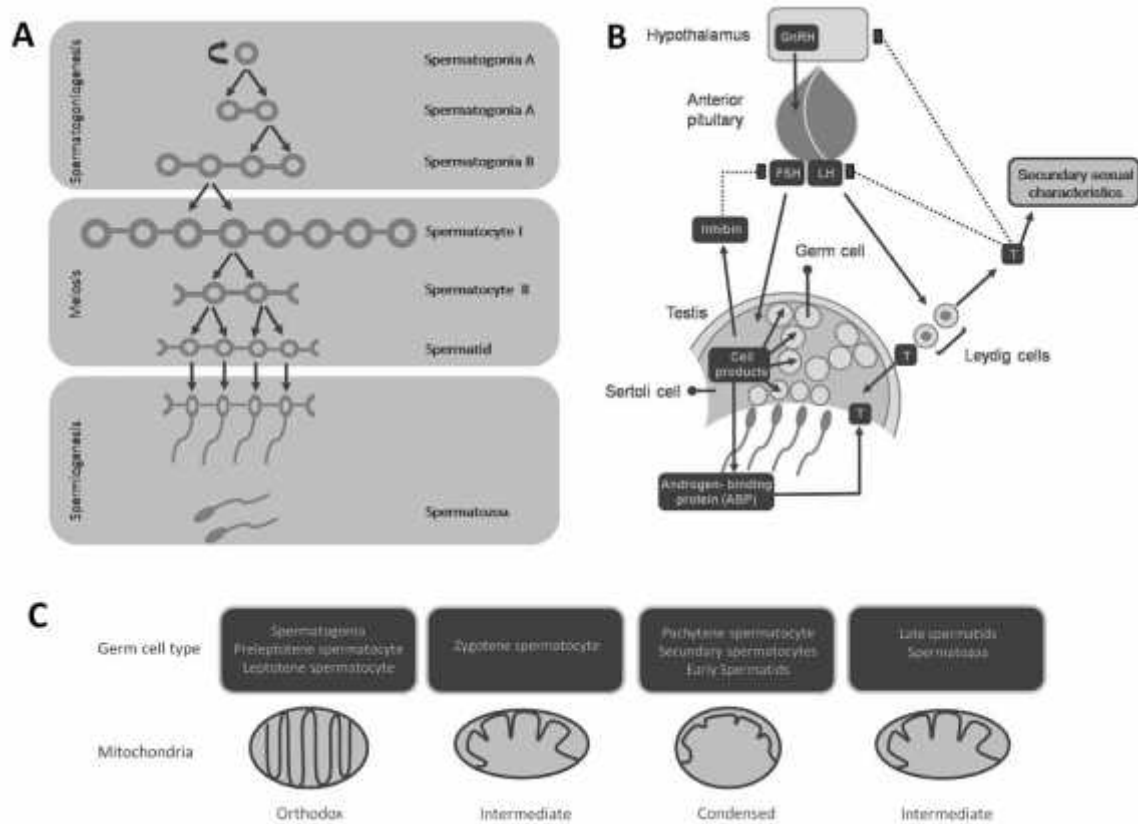 A
Spermatogoniogenesis
Spermatogonia A
Spermatogonia A
Spermatogonia B
Meiosis
Spermatocyte I
Spermatocyte II
Spermatid
Spermiogenesis
Spermatozoa
B
Hypothalamus
GnRH
Anterior
pituitary
FSH
LH
Secundary sexual
characteristics
Inhibin
T
Germ cell
Testis
Cell
products
T
Leydig cells
Sertoli cell
T
Androgen-binding
protein (ABP)
C
Germ cell type
Spermatogonia
Preleptotene spermatocyte
Leptotene spermatocyte
Zygotene spermatocyte
Pachytene spermatocyte
Secundary spermatocytes
Early Spermatids
Late spermatids
Spermatozoa
Mitochondria
Orthodox
Intermediate
Condensed
Intermediate